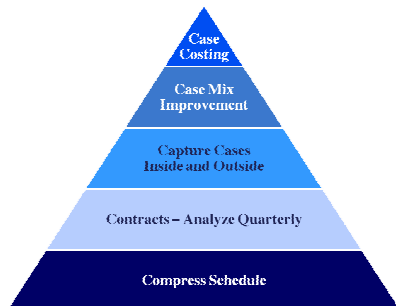 Case
Costing
Case Mix
Improvement
Capture Cases
Inside and Outside
Contracts – Analyze Quarterly
Compress Schedule